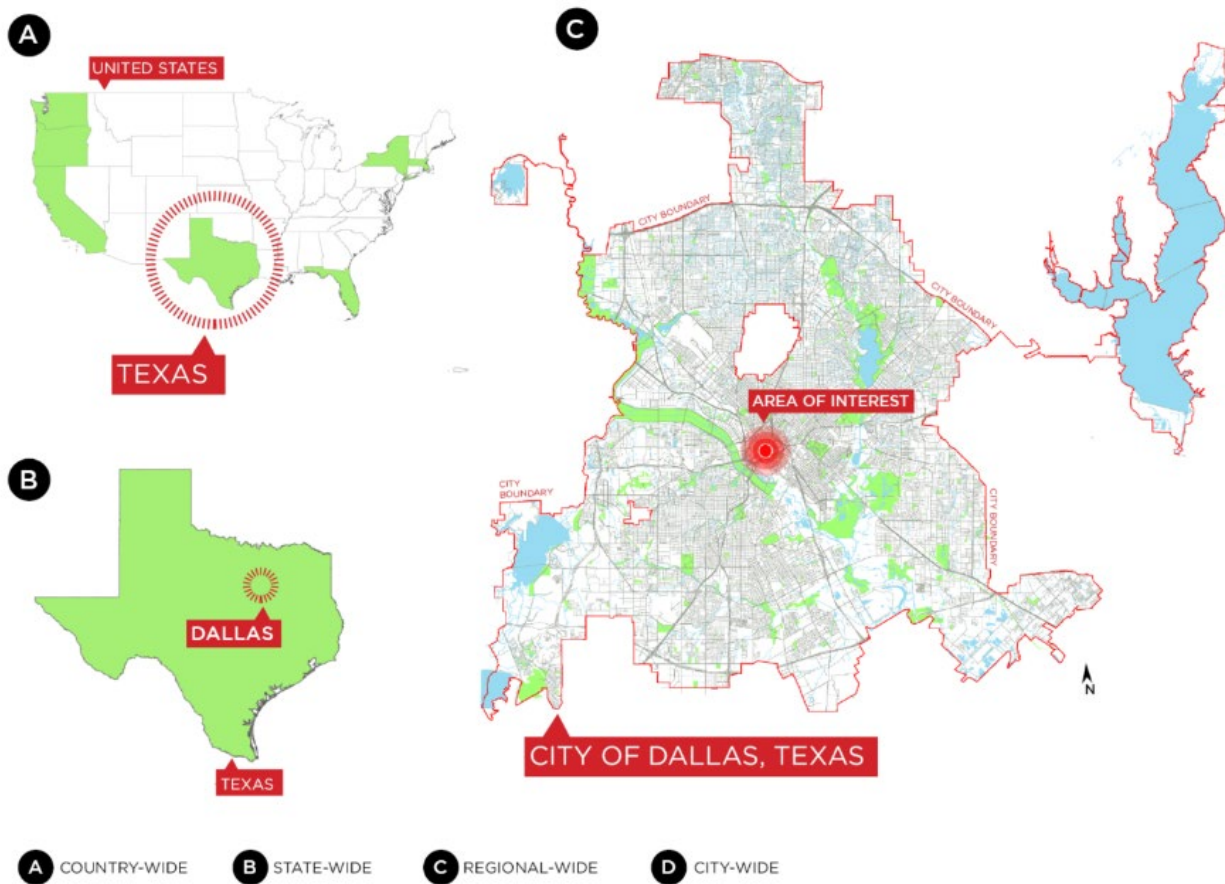 A
UNITED STATES
TEXAS
B
DALLAS
TEXAS
C
CITY BOUNDARY
CITY BOUNDARY
AREA OF INTEREST
CITY
BOUNDARY
CITY BOUNDARY
N
CITY OF DALLAS, TEXAS
A COUNTRY-WIDE
B STATE-WIDE
C REGIONAL-WIDE
D CITY-WIDE